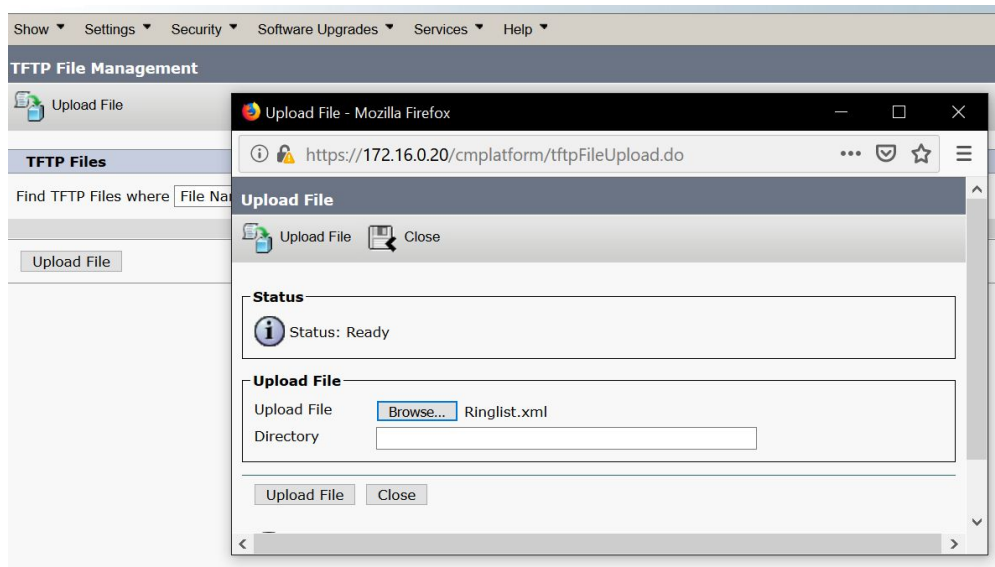 Show Settings Security Software Upgrades Services Help
TFTP File Management
Upload File
TFTP Files
Find TFTP Files where File Na
Upload File
Upload File - Mozilla Firefox
https://172.16.0.20/cmplatform/tftpFileUpload.do
Upload File
Upload File Close
Status
i Status: Ready
Upload File
Upload File Browse... Ringlist.xml
Directory
Upload File Close